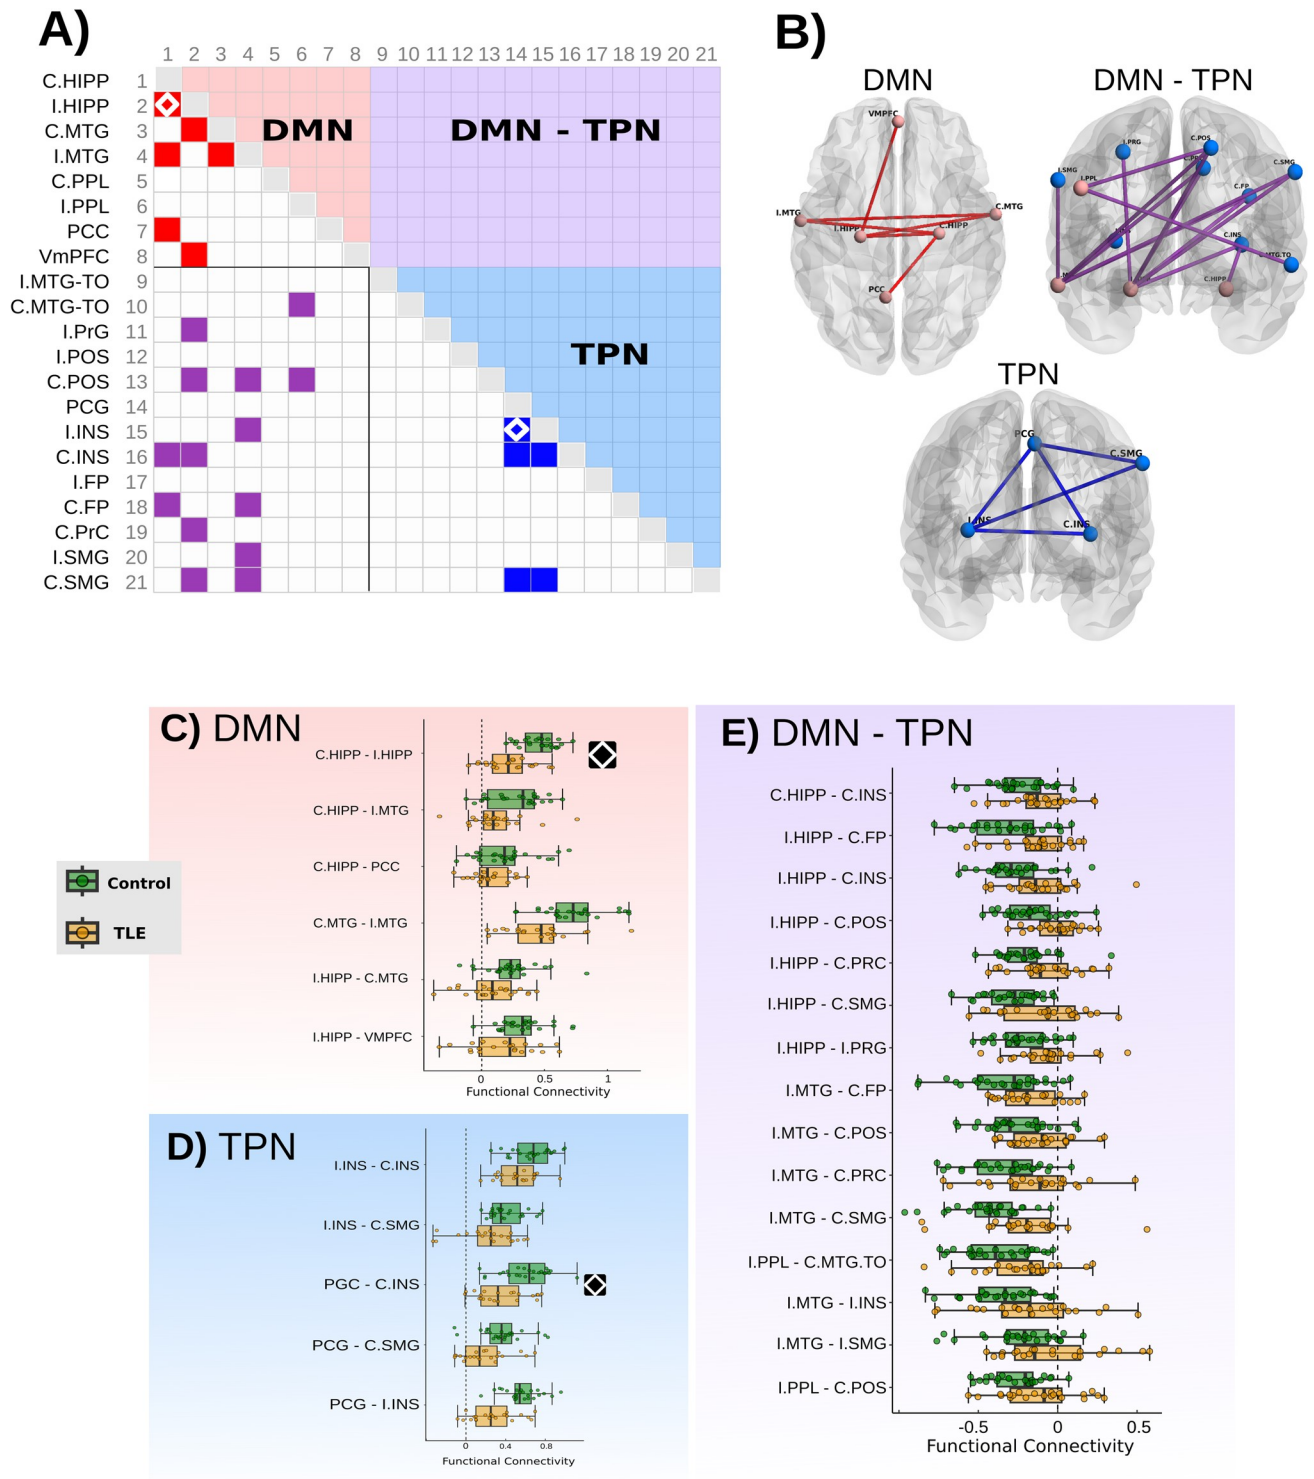 A)
1 2 3 4 5 6 7 8 9 10 11 12 13 14 15 16 17 18 19 20 21
C.HIPP 1
I.HIPP 2
C.MTG 3
I.MTG 4
C.PPL 5
I.PPL 6
PCC 7
VmPFC 8
I.MTG-TO 9
C.MTG-TO 10
I.PrG 11
I.POS 12
C.POS 13
PCG 14
I.INS 15
C.INS 16
I.FP 17
C.FP 18
C.PrC 19
I.SMG 20
C.SMG 21
DMN
DMN - TPN
TPN
B)
DMN
VMPFC
I.MTG
C.MTG
I.HIPP
C.HIPP
PCC
DMN - TPN
I.PRG
C.POS
C.SMG
I.SMG
I.PPL
C.FP
C.INS
C.HIPP
TPN
PCG
C.SMG
I.INS
C.INS
Control
TLE
C) DMN
C.HIPP - I.HIPP
C.HIPP - I.MTG
C.HIPP - PCC
C.MTG - I.MTG
I.HIPP - C.MTG
I.HIPP - VMPFC
0 0.5 1
Functional Connectivity
D) TPN
I.INS - C.INS
I.INS - C.SMG
PGC - C.INS
PCG - C.SMG
PCG - I.INS
0 0.4 0.8
Functional Connectivity
E) DMN - TPN
C.HIPP - C.INS
I.HIPP - C.FP
I.HIPP - C.INS
I.HIPP - C.POS
I.HIPP - C.PRC
I.HIPP - C.SMG
I.HIPP - I.PRG
I.MTG - C.FP
I.MTG - C.POS
I.MTG - C.PRC
I.MTG - C.SMG
I.PPL - C.MTG.TO
I.MTG - I.INS
I.MTG - I.SMG
I.PPL - C.POS
-0.5 0 0.5
Functional Connectivity